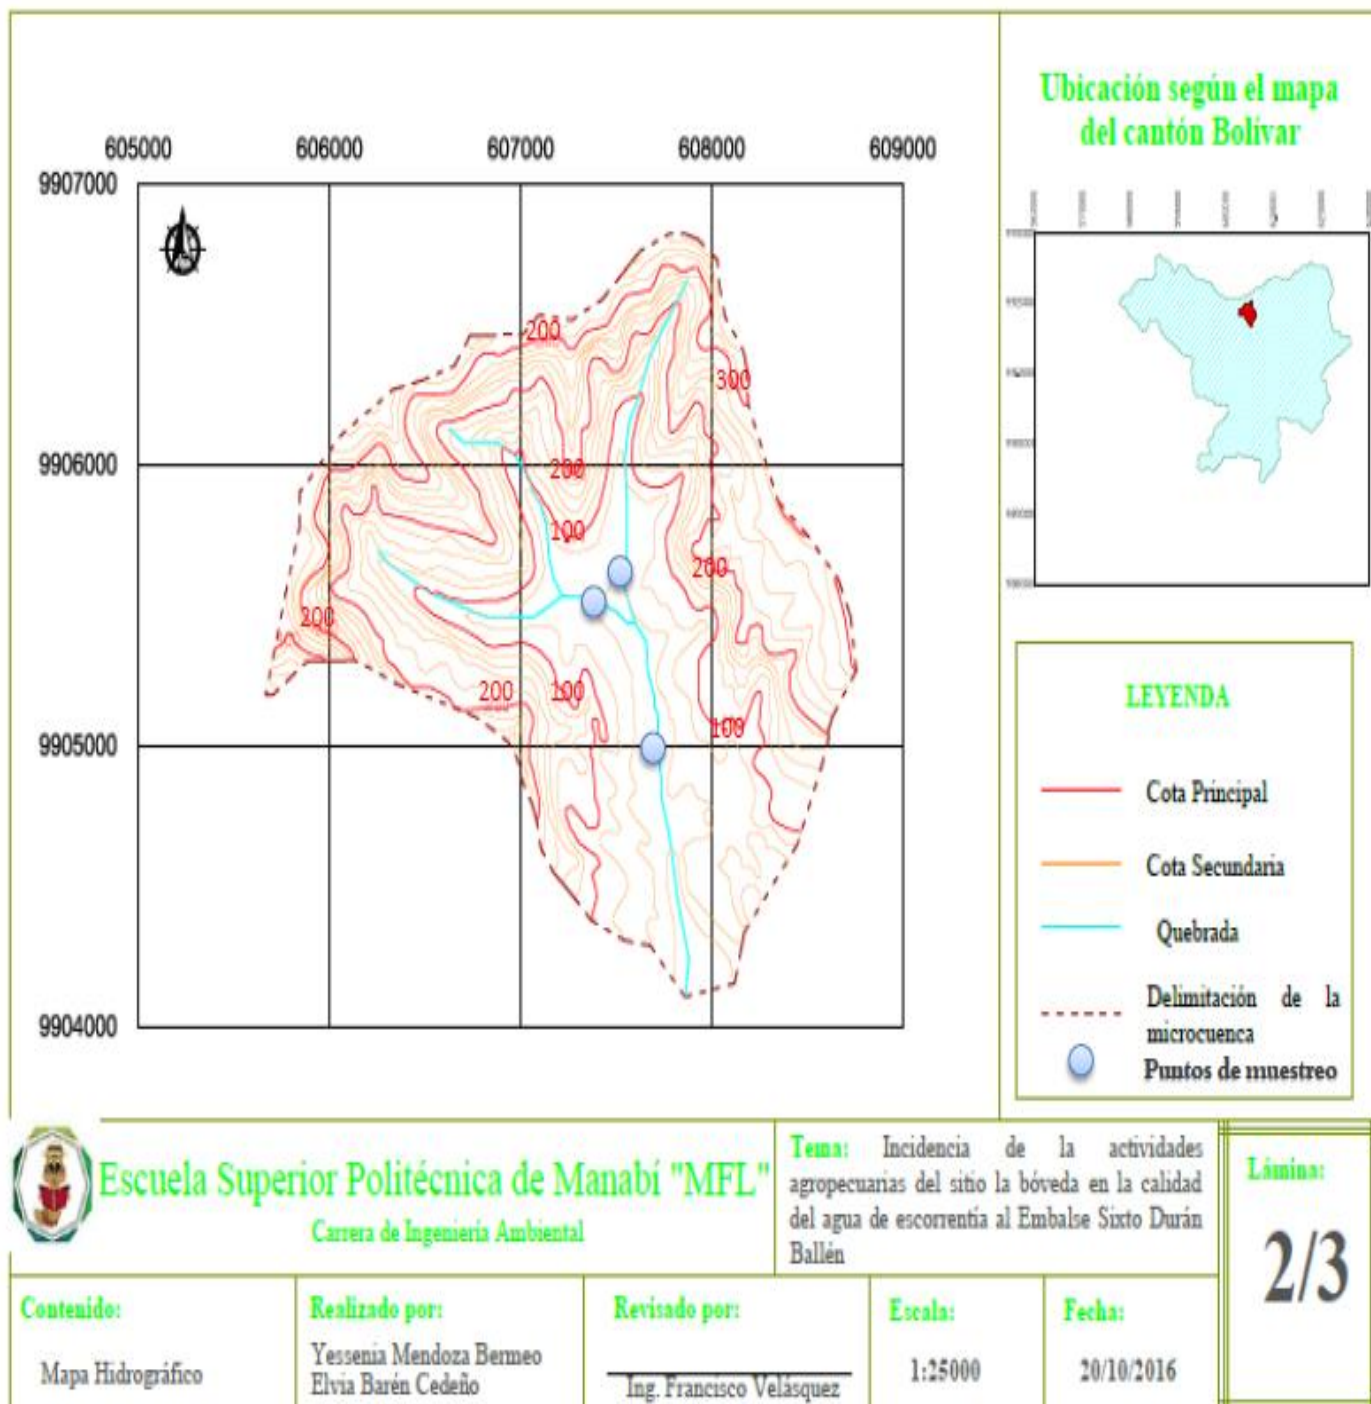 605000 606000 607000 608000 609000
9907000
9906000
9905000
9904000
200
300
200
100
200
200
200
100
100
Ubicación según el mapa
del cantón Bolívar
LEYENDA
Cota Principal
Cota Secundaria
Quebrada
Delimitación de la
microcuenca
Puntos de muestreo
Escuela Superior Politécnica de Manabí "MFL"
Carrera de Ingeniería Ambiental
Tema: Incidencia de la actividades
agropecuarias del sitio la bóveda en la calidad
del agua de escorrentía al Embalse Sixto Durán
Ballén
Lámina:
2/3
Contenido:
Mapa Hidrográfico
Realizado por:
Yessenia Mendoza Bermeo
Elvia Barén Cedeño
Revisado por:
Ing. Francisco Velásquez
Escala:
1:25000
Fecha:
20/10/2016